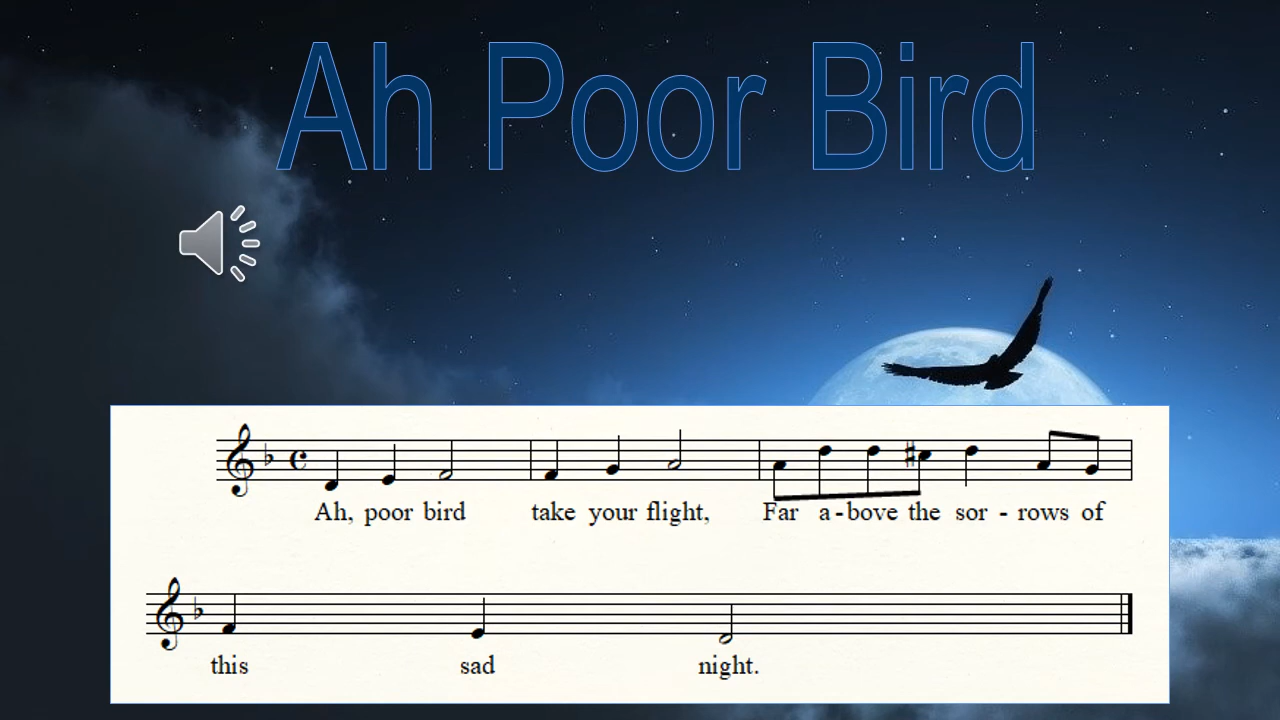 Ah Poor Bird
Ah, poor bird take your flight, Far a-bove the sor-rows of
this sad night.